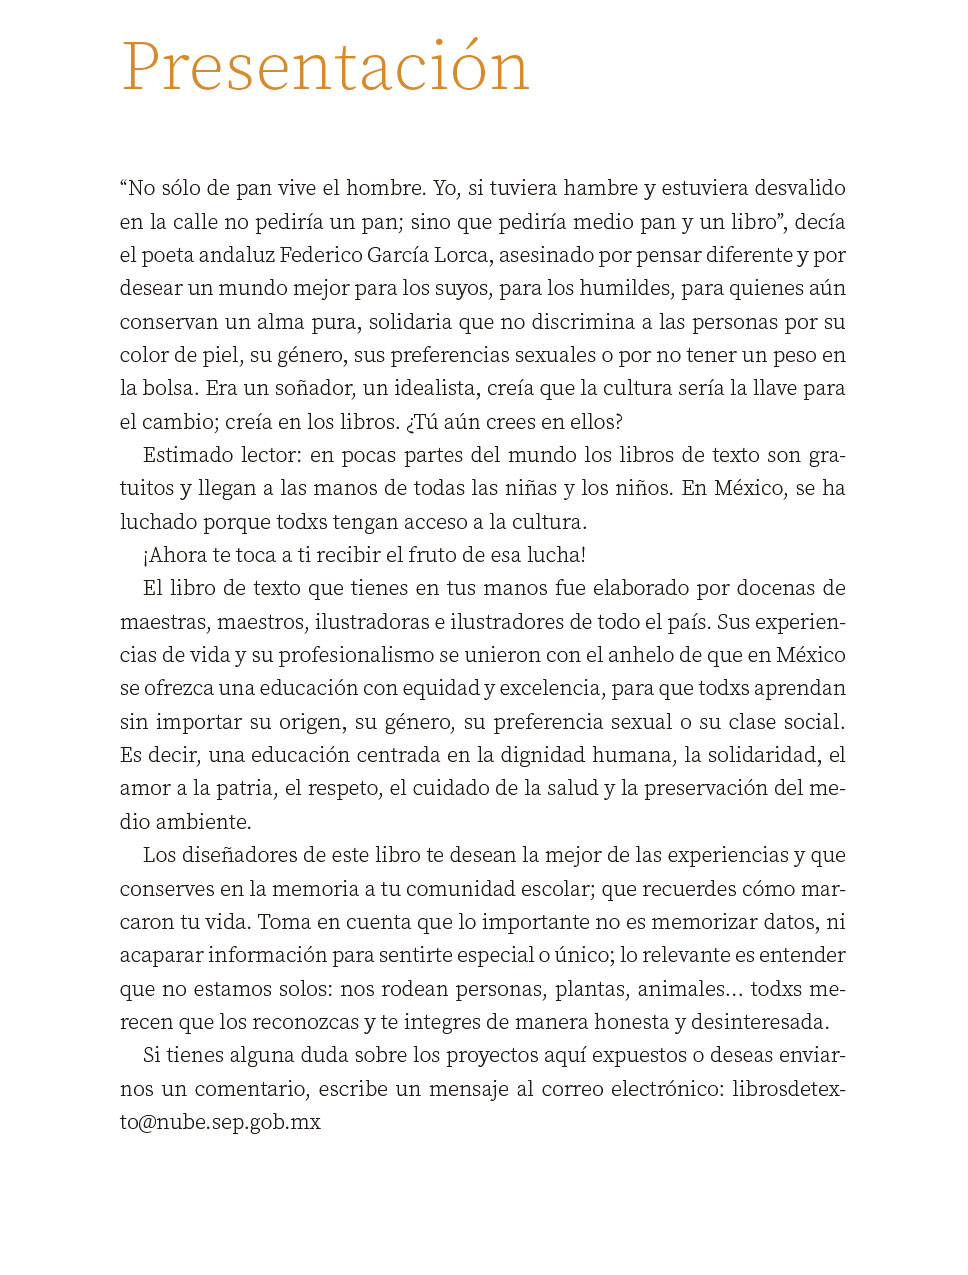 Presentación
“No sólo de pan vive el hombre. Yo, si tuviera hambre y estuviera desvalido
en la calle no pediría un pan; sino que pediría medio pan y un libro”, decía
el poeta andaluz Federico García Lorca, asesinado por pensar diferente y por
desear un mundo mejor para los suyos, para los humildes, para quienes aún
conservan un alma pura, solidaria que no discrimina a las personas por su
color de piel, su género, sus preferencias sexuales o por no tener un peso en
la bolsa. Era un soñador, un idealista, creía que la cultura sería la llave para
el cambio; creía en los libros. ¿Tú aún crees en ellos?
Estimado lector: en pocas partes del mundo los libros de texto son gra-
tuitos y llegan a las manos de todas las niñas y los niños. En México, se ha
luchado porque todxs tengan acceso a la cultura.
¡Ahora te toca a ti recibir el fruto de esa lucha!
El libro de texto que tienes en tus manos fue elaborado por docenas de
maestras, maestros, ilustradoras e ilustradores de todo el país. Sus experien-
cias de vida y su profesionalismo se unieron con el anhelo de que en México
se ofrezca una educación con equidad y excelencia, para que todxs aprendan
sin importar su origen, su género, su preferencia sexual o su clase social.
Es decir, una educación centrada en la dignidad humana, la solidaridad, el
amor a la patria, el respeto, el cuidado de la salud y la preservación del me-
dio ambiente.
Los diseñadores de este libro te desean la mejor de las experiencias y que
conserves en la memoria a tu comunidad escolar; que recuerdes cómo mar-
caron tu vida. Toma en cuenta que lo importante no es memorizar datos, ni
acaparar información para sentirte especial o único; lo relevante es entender
que no estamos solos: nos rodean personas, plantas, animales… todxs me-
recen que los reconozcas y te integres de manera honesta y desinteresada.
Si tienes alguna duda sobre los proyectos aquí expuestos o deseas enviar-
nos un comentario, escribe un mensaje al correo electrónico: librosdetex-
to@nube.sep.gob.mx